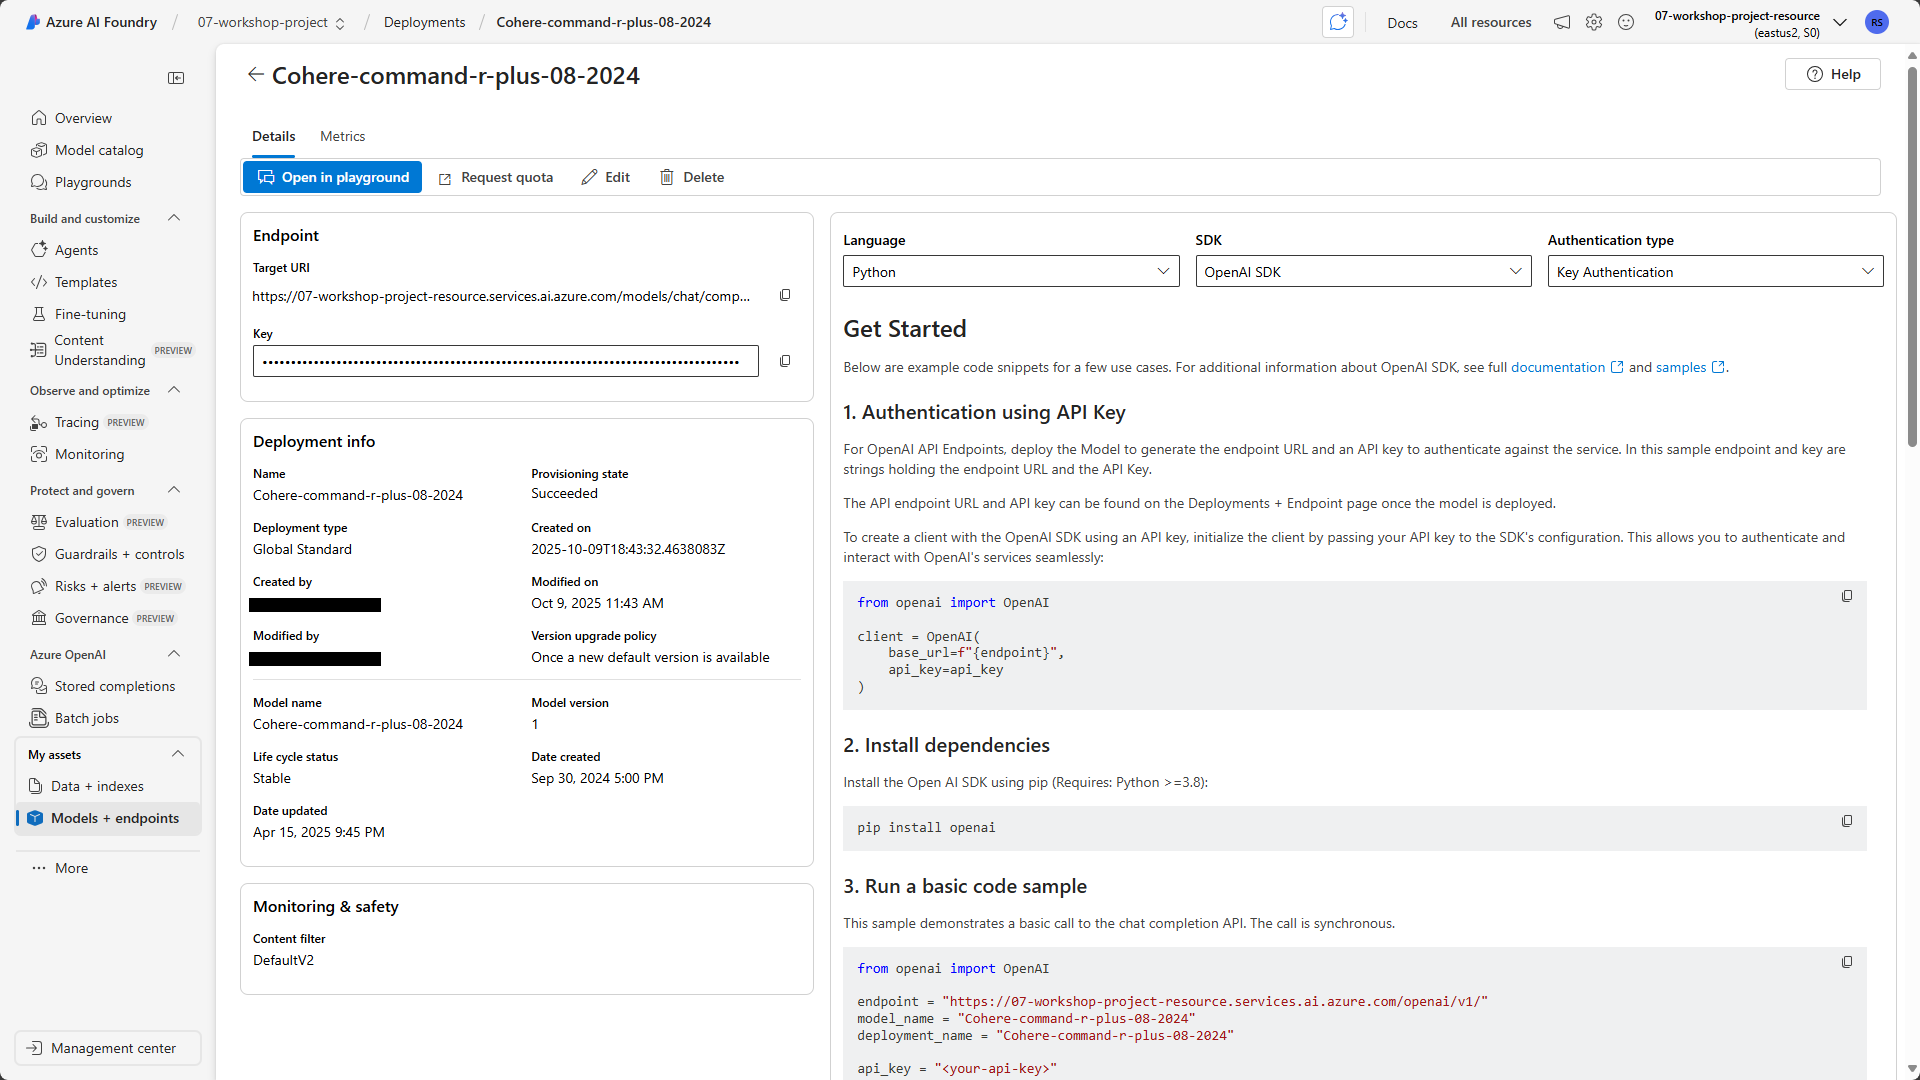 Azure AI Foundry
/
07-workshop-project
/
Deployments
/
Cohere-command-r-plus-08-2024
Docs
All resources
07-workshop-project-resource
(eastus2, S0)
RS
Overview
Model catalog
Playgrounds
Build and customize
Agents
Templates
Fine-tuning
Content
Understanding PREVIEW
Observe and optimize
Tracing PREVIEW
Monitoring
Protect and govern
Evaluation PREVIEW
Guardrails + controls
Risks + alerts PREVIEW
Governance PREVIEW
Azure OpenAI
Stored completions
Batch jobs
My assets
Data + indexes
Models + endpoints
More
Management center
Cohere-command-r-plus-08-2024
Help
Details
Metrics
Open in playground
Request quota
Edit
Delete
Endpoint
Target URI
https://07-workshop-project-resource.services.ai.azure.com/models/chat/comp...
Key
Deployment info
Name
Cohere-command-r-plus-08-2024
Provisioning state
Succeeded
Deployment type
Global Standard
Created on
2025-10-09T18:43:32.4638083Z
Created by
Modified on
Oct 9, 2025 11:43 AM
Modified by
Version upgrade policy
Once a new default version is available
Model name
Cohere-command-r-plus-08-2024
Model version
1
Life cycle status
Stable
Date created
Sep 30, 2024 5:00 PM
Date updated
Apr 15, 2025 9:45 PM
Monitoring & safety
Content filter
DefaultV2
Language
Python
SDK
OpenAI SDK
Authentication type
Key Authentication
Get Started
Below are example code snippets for a few use cases. For additional information about OpenAI SDK, see full documentation and samples .
1. Authentication using API Key
For OpenAI API Endpoints, deploy the Model to generate the endpoint URL and an API key to authenticate against the service. In this sample endpoint and key are
strings holding the endpoint URL and the API Key.
The API endpoint URL and API key can be found on the Deployments + Endpoint page once the model is deployed.
To create a client with the OpenAI SDK using an API key, initialize the client by passing your API key to the SDK's configuration. This allows you to authenticate and
interact with OpenAI's services seamlessly:
from openai import OpenAI
client = OpenAI(
base_url=f"{endpoint}",
api_key=api_key
)
2. Install dependencies
Install the Open AI SDK using pip (Requires: Python >=3.8):
pip install openai
3. Run a basic code sample
This sample demonstrates a basic call to the chat completion API. The call is synchronous.
from openai import OpenAI
endpoint = "https://07-workshop-project-resource.services.ai.azure.com/openai/v1/"
model_name = "Cohere-command-r-plus-08-2024"
deployment_name = "Cohere-command-r-plus-08-2024"
api_key = "<your-api-key>"